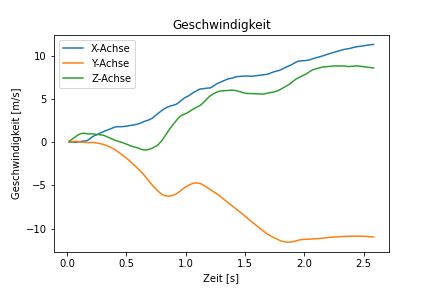 Geschwindigkeit
X-Achse
Y-Achse
Z-Achse
Geschwindigkeit [m/s]
10
5
0
−5
−10
0.0 0.5 1.0 1.5 2.0 2.5
Zeit [s]